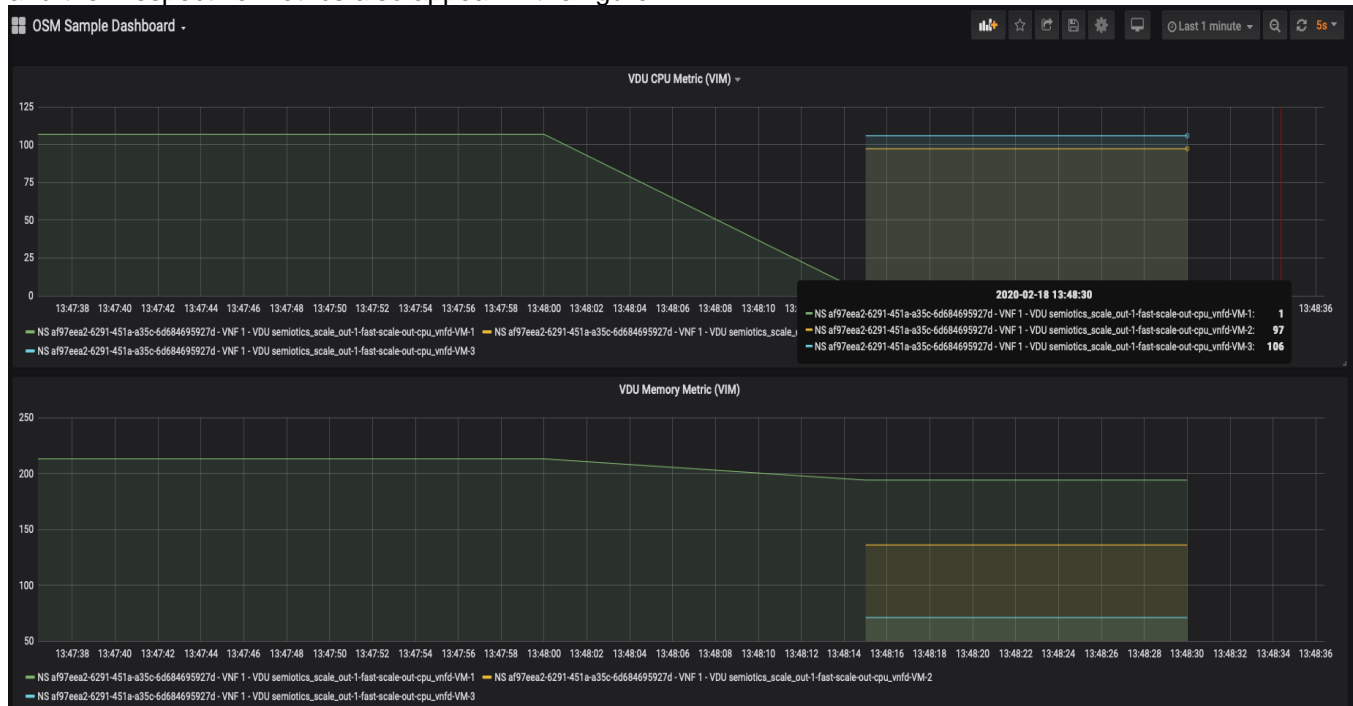 OSM Sample Dashboard
Last 1 minute
5s
VDU CPU Metric (VIM)
125
100
75
50
25
0
13:47:38 13:47:40 13:47:42 13:47:44 13:47:46 13:47:48 13:47:50 13:47:52 13:47:54 13:47:56 13:47:58 13:48:00 13:48:02 13:48:04 13:48:06 13:48:08 13:48:10 13: 13:48:36
2020-02-18 13:48:30
NS af97eea2-6291-451a-a35c-6d684695927d - VNF 1 - VDU semiotics_scale_out-1-fast-scale-out-cpu_vnfd-VM-1: 1
NS af97eea2-6291-451a-a35c-6d684695927d - VNF 1 - VDU semiotics_scale_out-1-fast-scale-out-cpu_vnfd-VM-2: 97
NS af97eea2-6291-451a-a35c-6d684695927d - VNF 1 - VDU semiotics_scale_out-1-fast-scale-out-cpu_vnfd-VM-3: 106
NS af97eea2-6291-451a-a35c-6d684695927d - VNF 1 - VDU semiotics_scale_out-1-fast-scale-out-cpu_vnfd-VM-1 NS af97eea2-6291-451a-a35c-6d684695927d - VNF 1 - VDU semiotics_scale_
NS af97eea2-6291-451a-a35c-6d684695927d - VNF 1 - VDU semiotics_scale_out-1-fast-scale-out-cpu_vnfd-VM-3
VDU Memory Metric (VIM)
250
200
150
100
50
13:47:38 13:47:40 13:47:42 13:47:44 13:47:46 13:47:48 13:47:50 13:47:52 13:47:54 13:47:56 13:47:58 13:48:00 13:48:02 13:48:04 13:48:06 13:48:08 13:48:10 13:48:12 13:48:14 13:48:16 13:48:18 13:48:20 13:48:22 13:48:24 13:48:26 13:48:28 13:48:30 13:48:32 13:48:34 13:48:36
NS af97eea2-6291-451a-a35c-6d684695927d - VNF 1 - VDU semiotics_scale_out-1-fast-scale-out-cpu_vnfd-VM-1 NS af97eea2-6291-451a-a35c-6d684695927d - VNF 1 - VDU semiotics_scale_out-1-fast-scale-out-cpu_vnfd-VM-2
NS af97eea2-6291-451a-a35c-6d684695927d - VNF 1 - VDU semiotics_scale_out-1-fast-scale-out-cpu_vnfd-VM-3